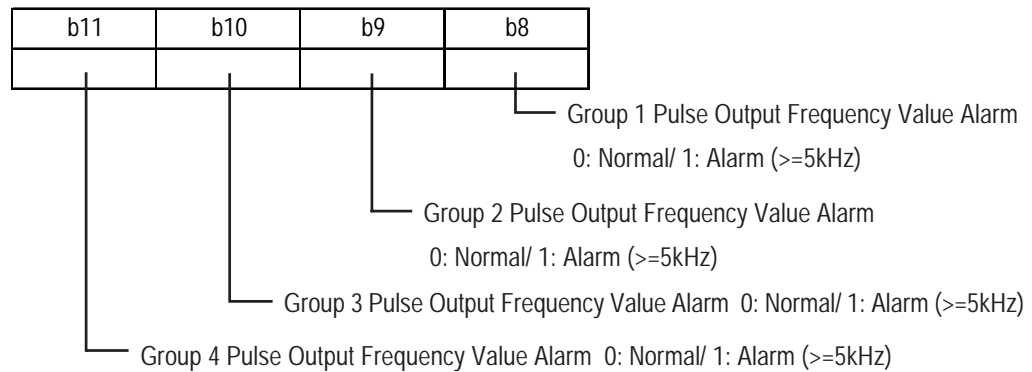 b11 b10 b9 b8
Group 1 Pulse Output Frequency Value Alarm
0: Normal/ 1: Alarm (>=5kHz)
Group 2 Pulse Output Frequency Value Alarm
0: Normal/ 1: Alarm (>=5kHz)
Group 3 Pulse Output Frequency Value Alarm 0: Normal/ 1: Alarm (>=5kHz)
Group 4 Pulse Output Frequency Value Alarm 0: Normal/ 1: Alarm (>=5kHz)